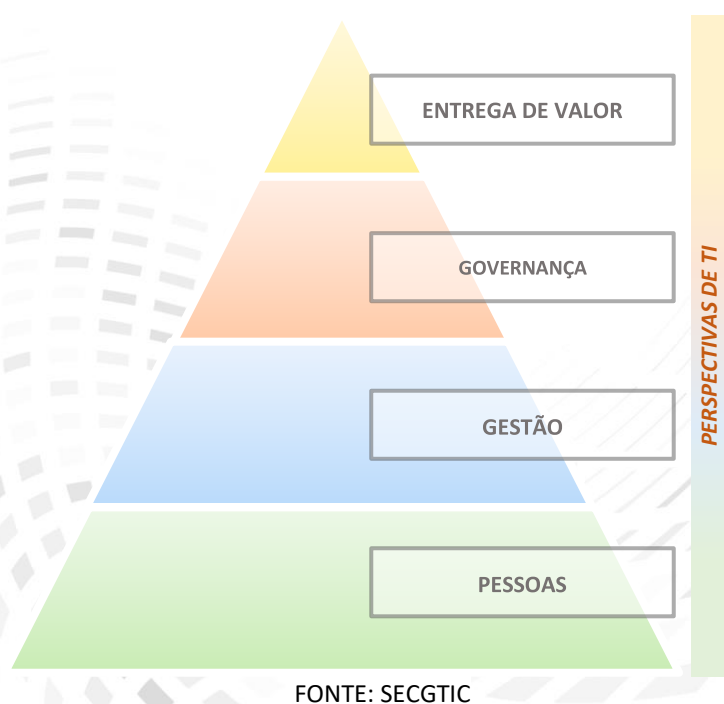 ENTREGA DE VALOR
GOVERNANÇA
GESTÃO
PESSOAS
PERSPECTIVAS DE TI
FONTE: SECGTIC